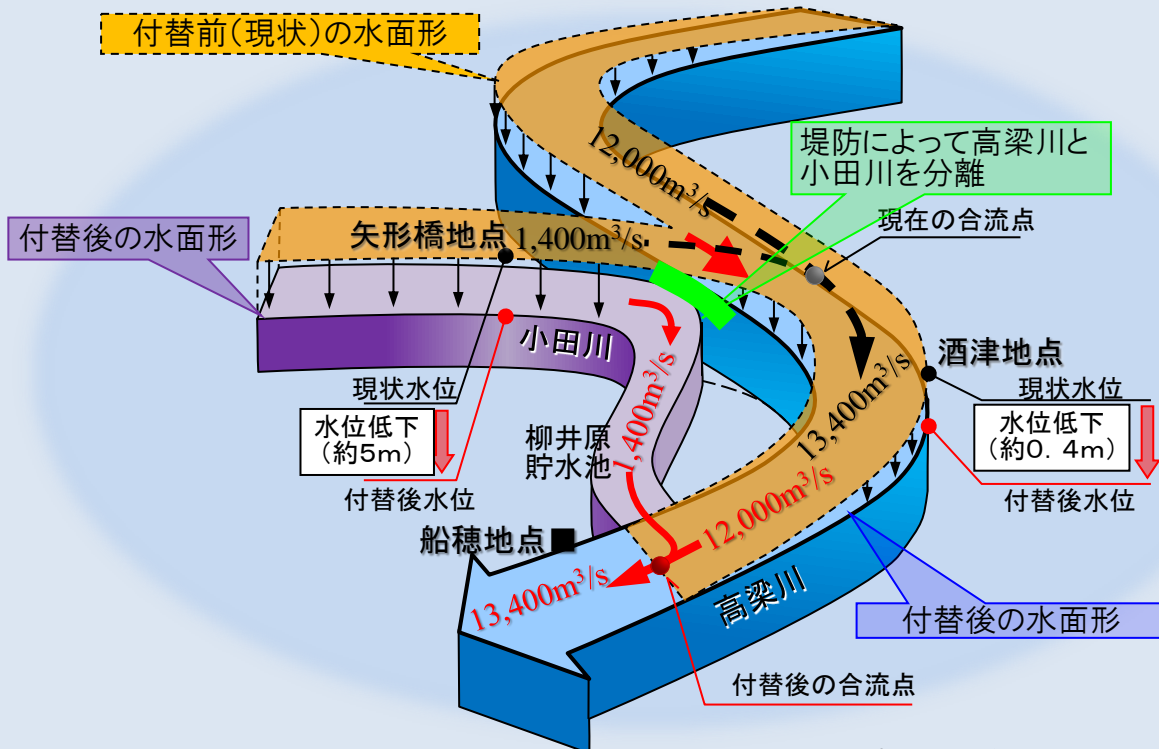 付替前(現状)の水面形
12,000m³/s
堤防によって高梁川と
小田川を分離
現在の合流点
付替後の水面形
矢形橋地点
1,400m³/s
小田川
酒津地点
現状水位
水位低下
(約5m)
付替後水位
1,400m³/s
柳井原
貯水池
13,400m³/s
現状水位
水位低下
(約0.4m)
付替後水位
12,000m³/s
船穂地点■
13,400m³/s
高梁川
付替後の水面形
付替後の合流点